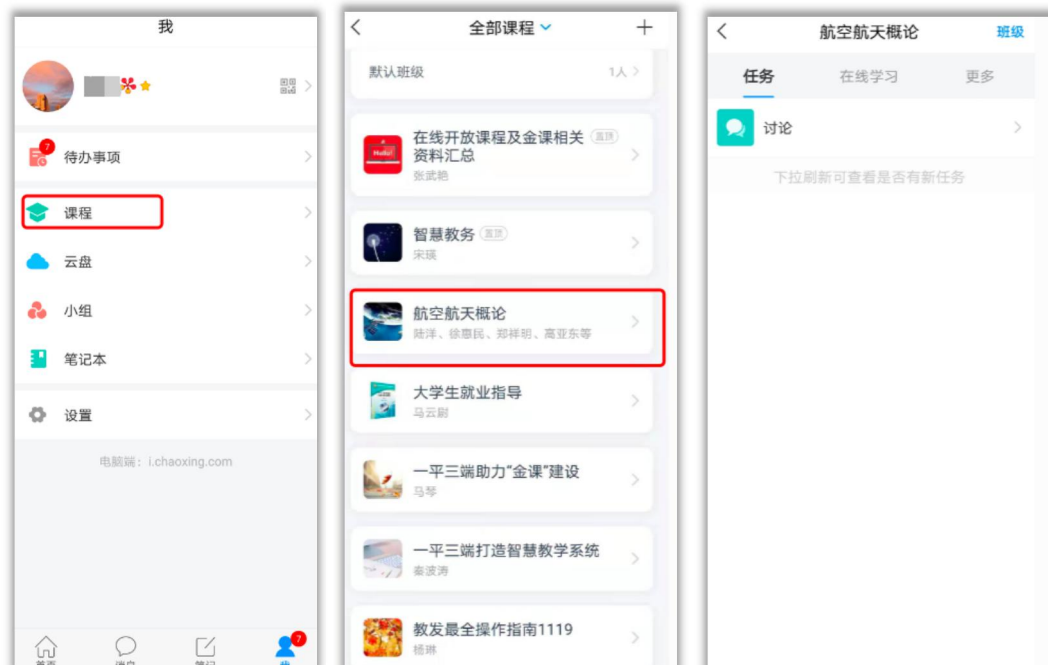 我
7
待办事项
课程
云盘
小组
笔记本
设置
电脑端：i.chaoxing.com
7
全部课程
默认班级
1人
在线开放课程及金课相关
资料汇总
置顶
张武艳
智慧教务
置顶
宋瑛
航空航天概论
陆洋、徐惠民、郑祥明、高亚东等
大学生就业指导
马云尉
一平三端助力“金课”建设
马琴
一平三端打造智慧教学系统
秦波涛
教发最全操作指南1119
杨琳
航空航天概论
班级
任务
在线学习
更多
讨论
下拉刷新可查看是否有新任务